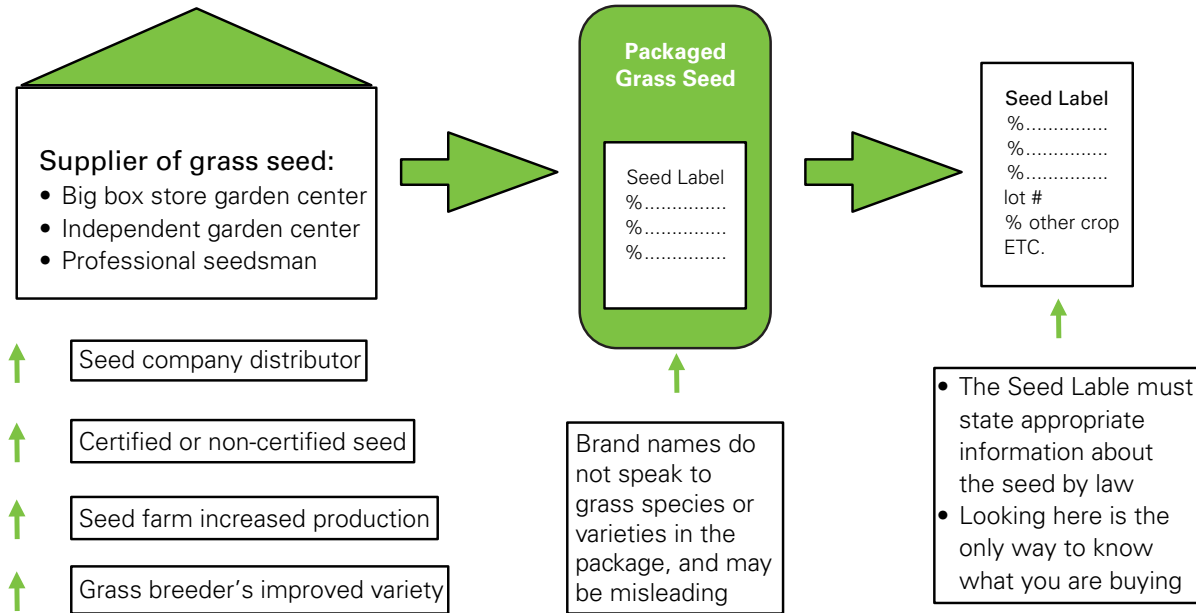 Supplier of grass seed:
• Big box store garden center
• Independent garden center
• Professional seedsman
Seed company distributor
Certified or non-certified seed
Seed farm increased production
Grass breeder’s improved variety
Packaged
Grass Seed
Seed Label
%...............
%...............
%...............
Brand names do
not speak to
grass species or
varieties in the
package, and may
be misleading
Seed Label
%...............
%...............
%...............
lot #
% other crop
ETC.
• The Seed Lable must
state appropriate
information about
the seed by law
• Looking here is the
only way to know
what you are buying